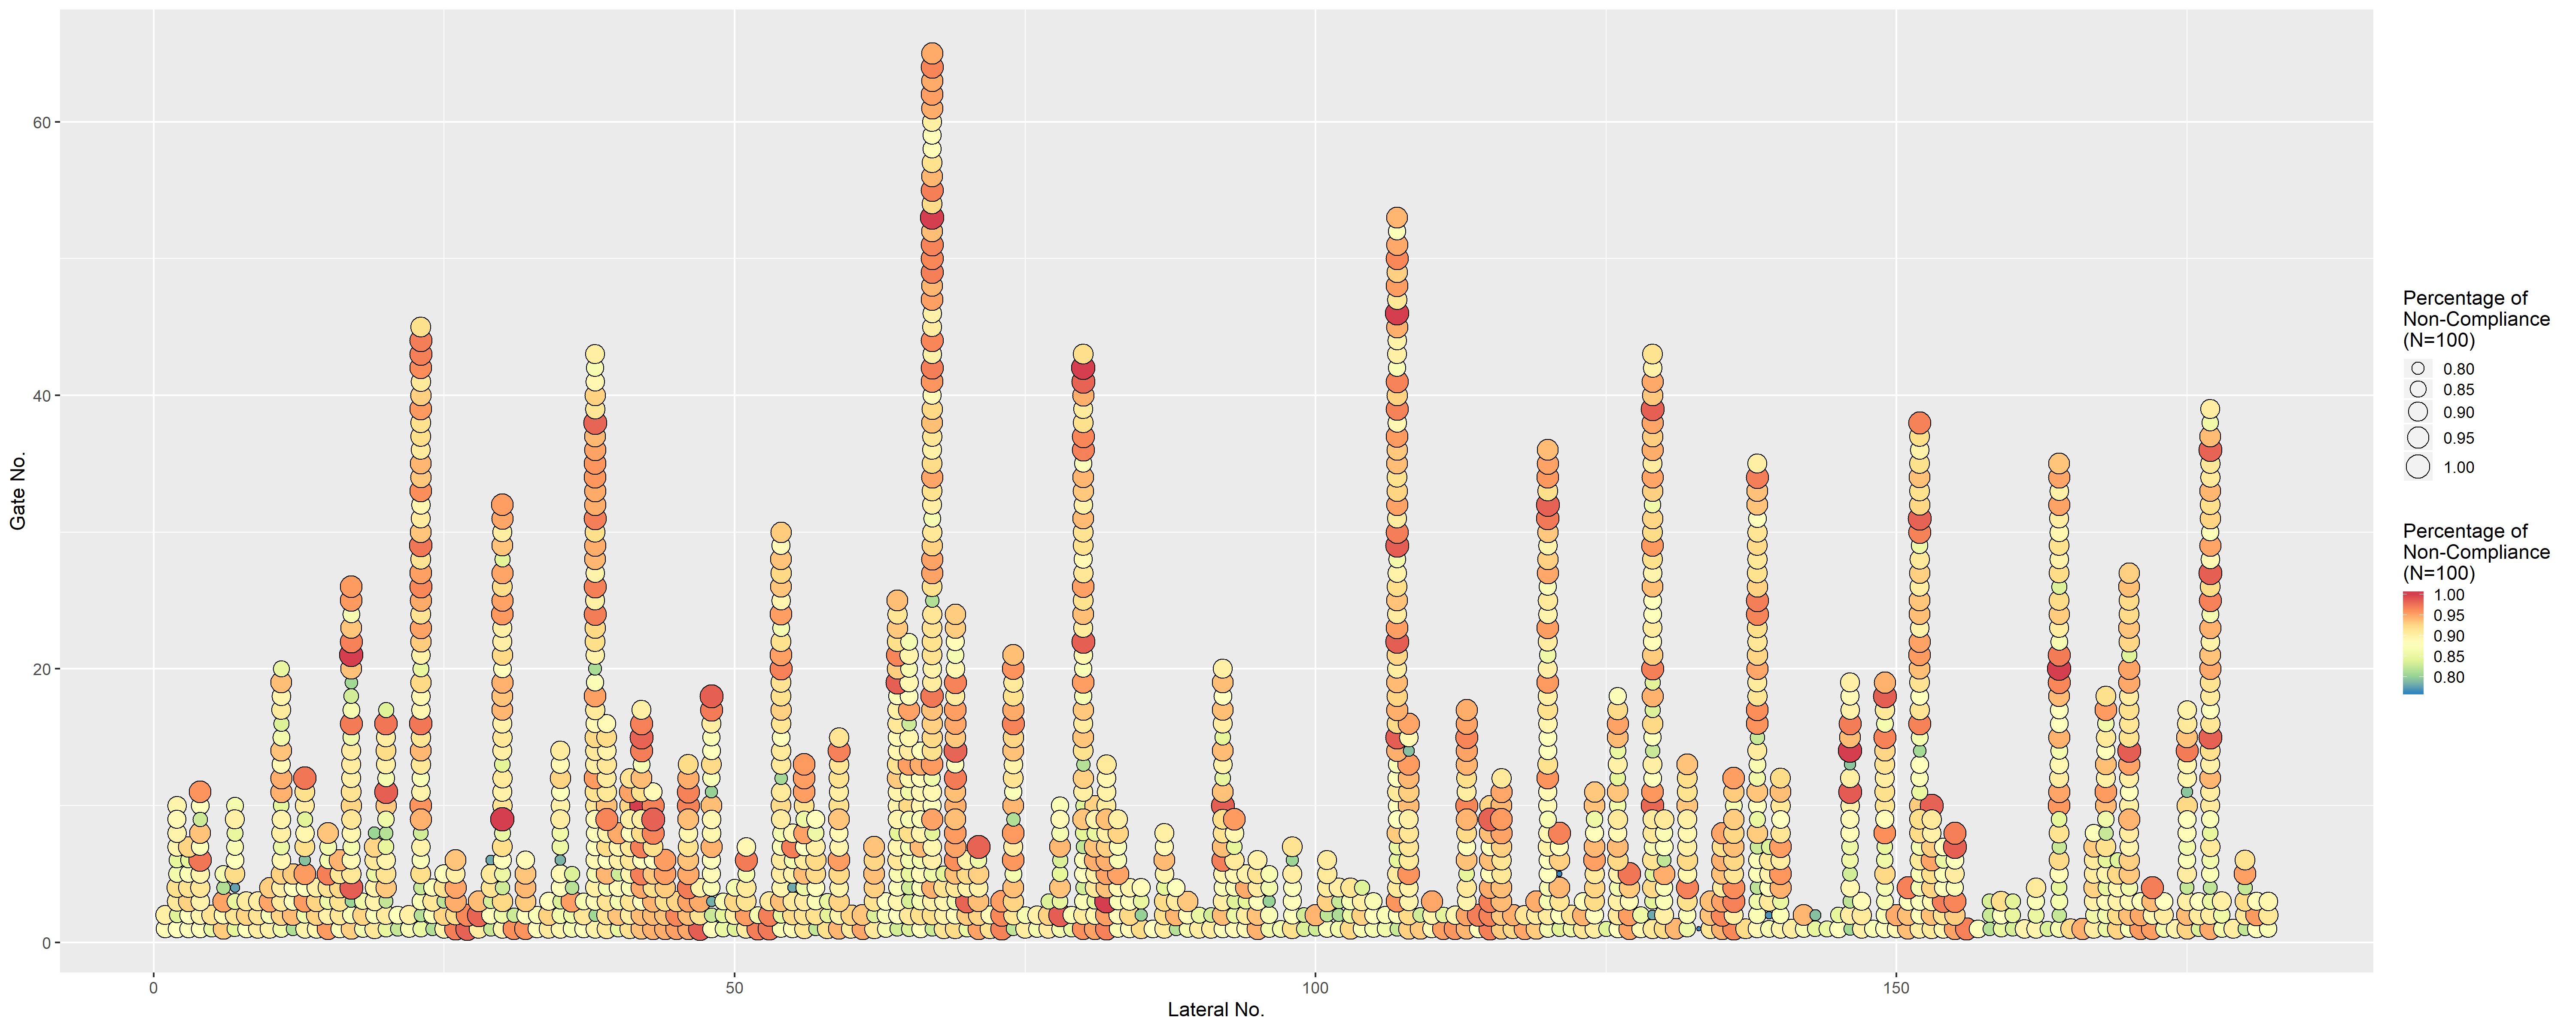 60
40
20
0
Gate No.
0
50
100
150
Lateral No.
Percentage of
Non-Compliance
(N=100)
0.80
0.85
0.90
0.95
1.00
Percentage of
Non-Compliance
(N=100)
1.00
0.95
0.90
0.85
0.80